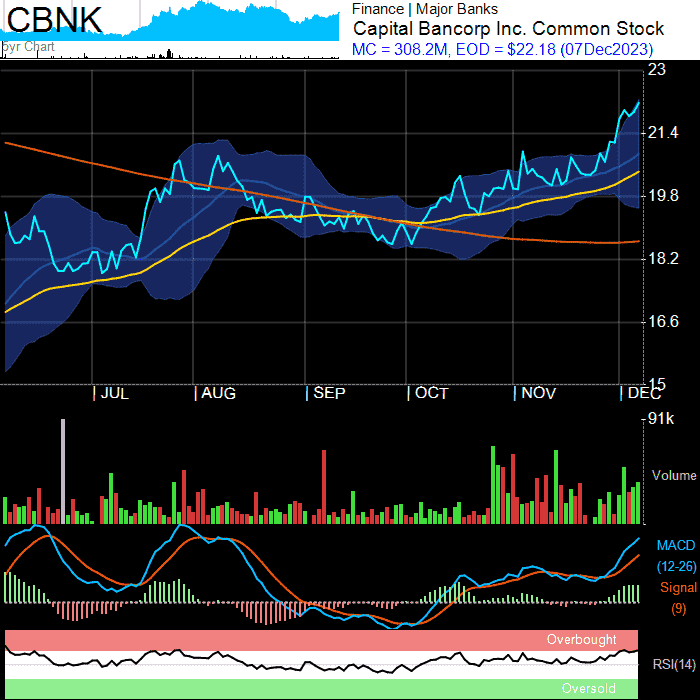 CBNK
5yr Chart
Finance | Major Banks
Capital Bancorp Inc. Common Stock
MC = 308.2M, EOD = $22.18 (07Dec2023)
23
21.4
19.8
18.2
16.6
15
JUL
AUG
SEP
OCT
NOV
DEC
91k
Volume
MACD
(12-26)
Signal
(9)
Overbought
RSI(14)
Oversold